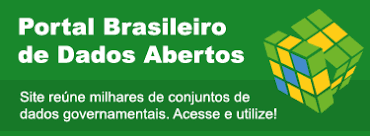 Portal Brasileiro
de Dados Abertos
Site reúne milhares de conjuntos de
dados governamentais. Acesse e utilize!